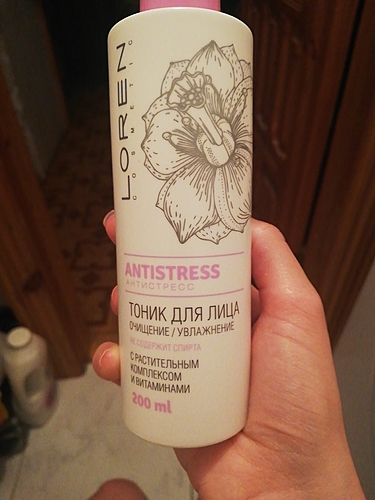 LOREN
COSMETIC
ANTISTRESS
АНТИСТРЕСС
ТОНИК ДЛЯ ЛИЦА
ОЧИЩЕНИЕ / УВЛАЖНЕНИЕ
НЕ СОДЕРЖИТ СПИРТА
С РАСТИТЕЛЬНЫМ
КОМПЛЕКСОМ
И ВИТАМИНАМИ
200 ml